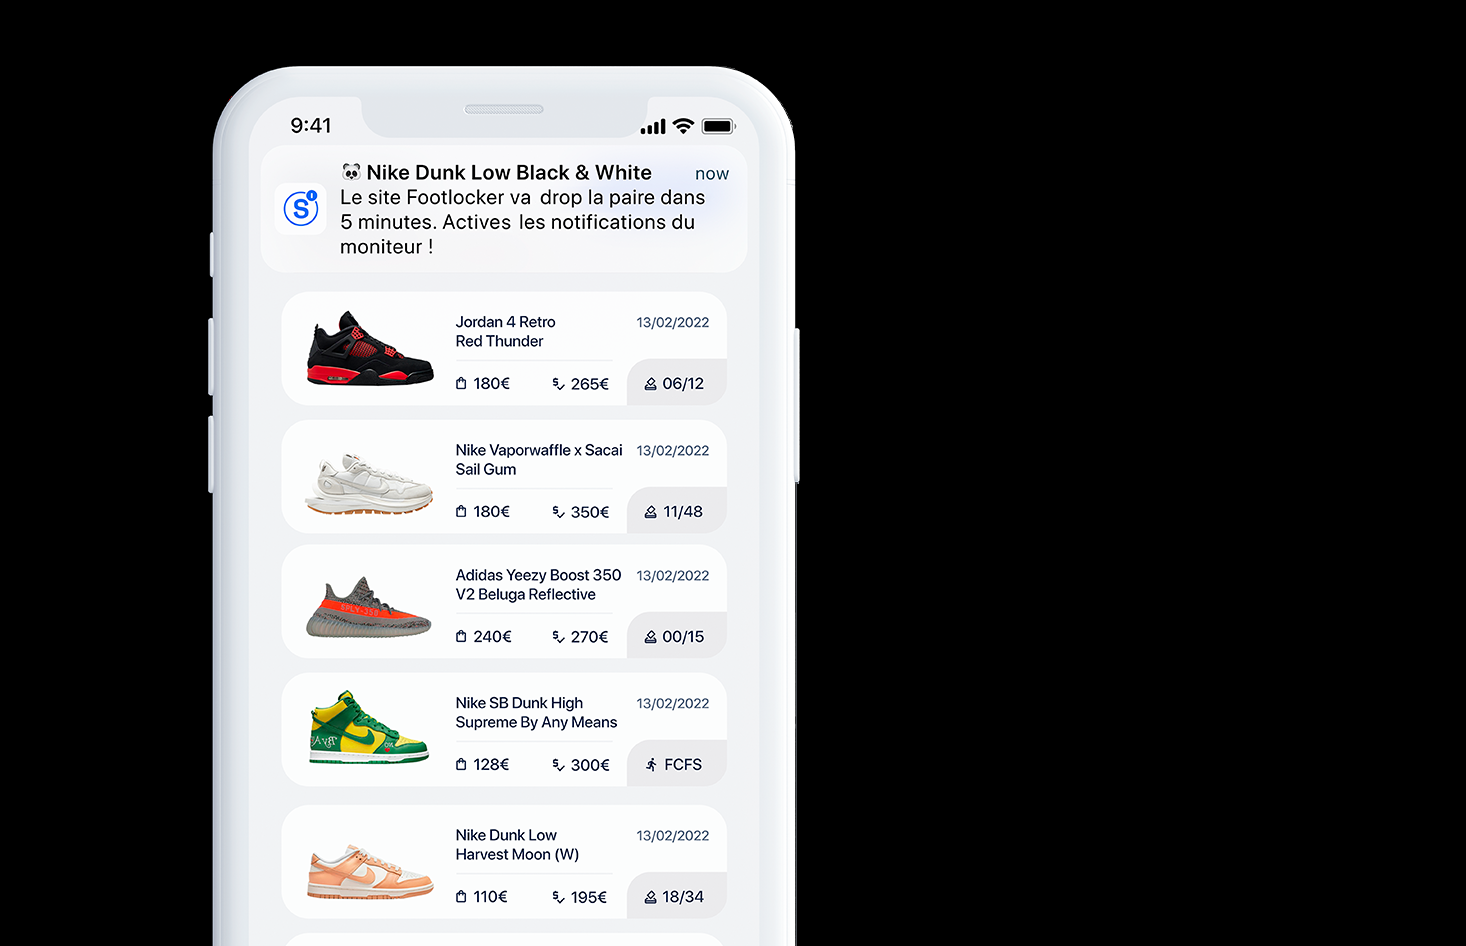 9:41
🐼 Nike Dunk Low Black & White now
Le site Footlocker va drop la paire dans
5 minutes. Actives les notifications du
moniteur !
S
Jordan 4 Retro 13/02/2022
Red Thunder
180€ 265€ 06/12
Nike Vaporwaffle x Sacai 13/02/2022
Sail Gum
180€ 350€ 11/48
Adidas Yeezy Boost 350 13/02/2022
V2 Beluga Reflective
240€ 270€ 00/15
Nike SB Dunk High 13/02/2022
Supreme By Any Means
128€ 300€ FCFS
Nike Dunk Low 13/02/2022
Harvest Moon (W)
110€ 195€ 18/34